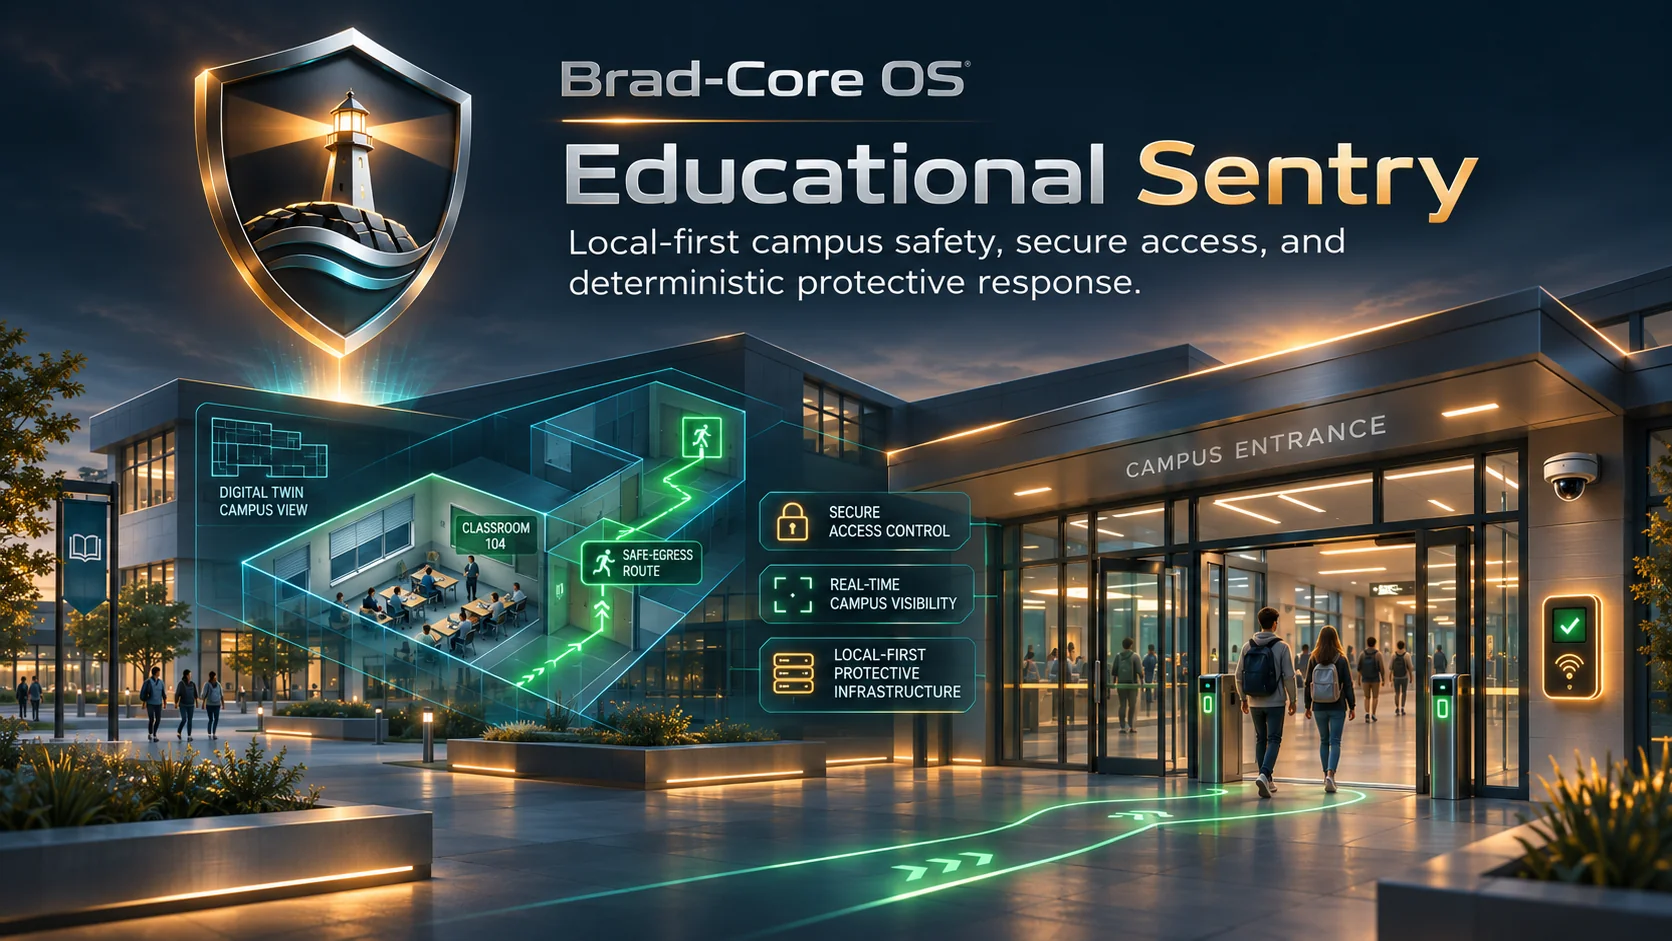 Brad-Core OS
Educational Sentry
Local-first campus safety, secure access, and
deterministic protective response.
DIGITAL TWIN
CAMPUS VIEW
CLASSROOM
104
SAFE-EGRESS
ROUTE
SECURE
ACCESS CONTROL
REAL-TIME
CAMPUS VISIBILITY
LOCAL-FIRST
PROTECTIVE
INFRASTRUCTURE
CAMPUS ENTRANCE